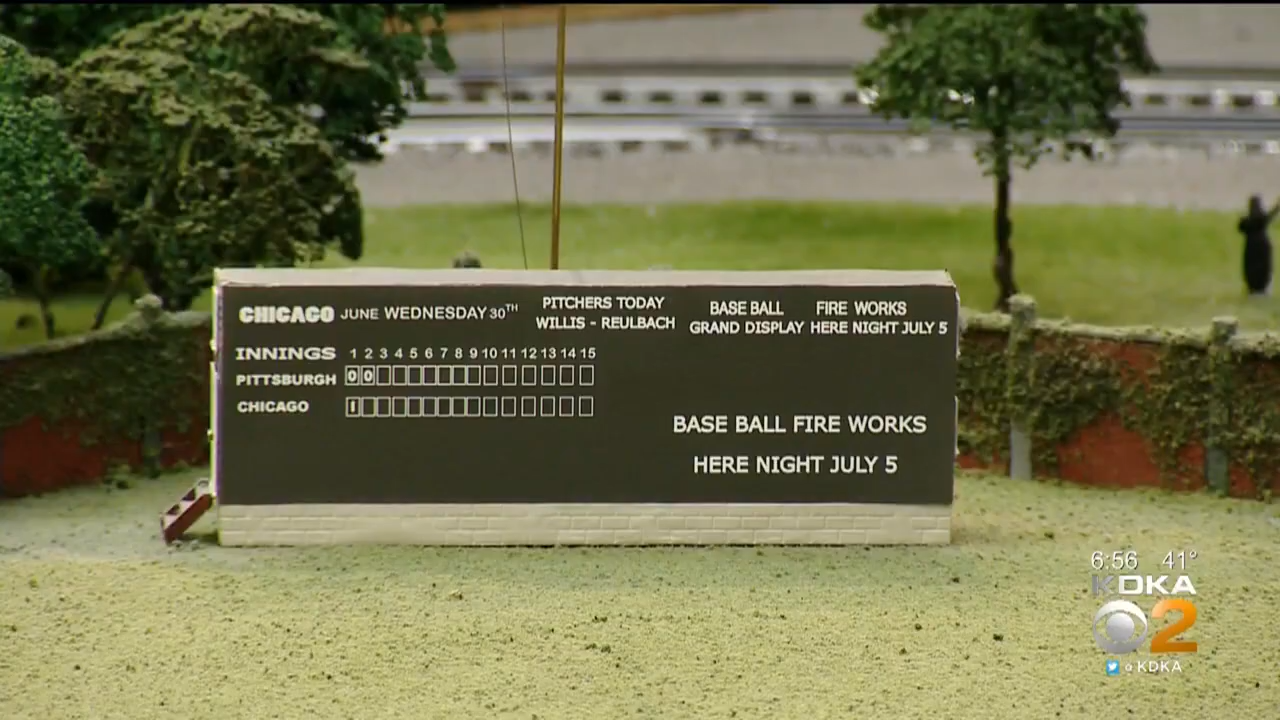 CHICAGO JUNE WEDNESDAY 30TH
PITCHERS TODAY
WILLIS - REULBACH
BASE BALL FIRE WORKS
GRAND DISPLAY HERE NIGHT JULY 5
INNINGS 1 2 3 4 5 6 7 8 9 10 11 12 13 14 15
PITTSBURGH 0 0
CHICAGO 1
BASE BALL FIRE WORKS
HERE NIGHT JULY 5
6:56 41°
KDKA
2
@KDKA